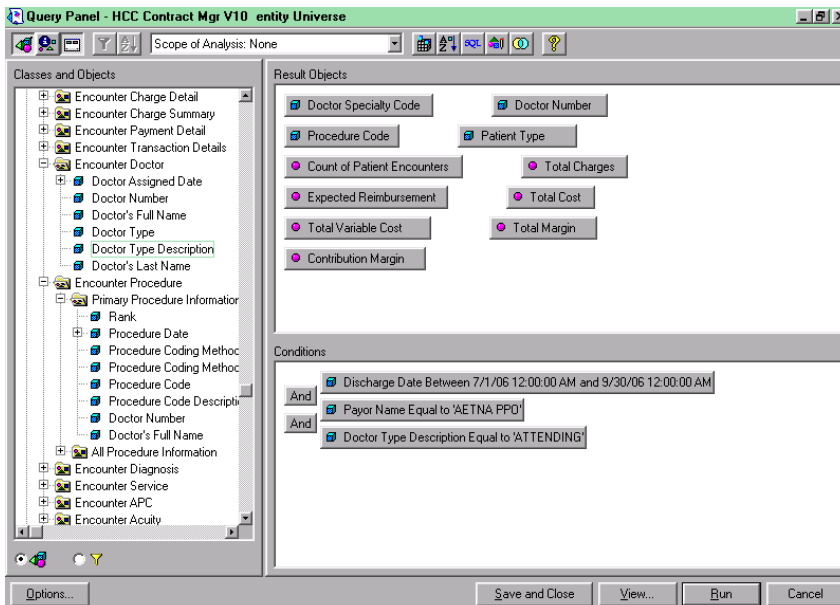 Query Panel - HCC Contract Mgr V10 entity Universe
Scope of Analysis: None
SQL
Classes and Objects
Encounter Charge Detail
Encounter Charge Summary
Encounter Payment Detail
Encounter Transaction Details
Encounter Doctor
Doctor Assigned Date
Doctor Number
Doctor's Full Name
Doctor Type
Doctor Type Description
Doctor's Last Name
Encounter Procedure
Primary Procedure Information
Rank
Procedure Date
Procedure Coding Method
Procedure Coding Method
Procedure Code
Procedure Code Descripti
Doctor Number
Doctor's Full Name
All Procedure Information
Encounter Diagnosis
Encounter Service
Encounter APC
Encounter Acuity
Result Objects
Doctor Specialty Code Doctor Number
Procedure Code Patient Type
Count of Patient Encounters Total Charges
Expected Reimbursement Total Cost
Total Variable Cost Total Margin
Contribution Margin
Conditions
Discharge Date Between 7/1/06 12:00:00 AM and 9/30/06 12:00:00 AM
And
Payor Name Equal to 'AETNA PPO'
And
Doctor Type Description Equal to 'ATTENDING'
Options... Save and Close View... Run Cancel